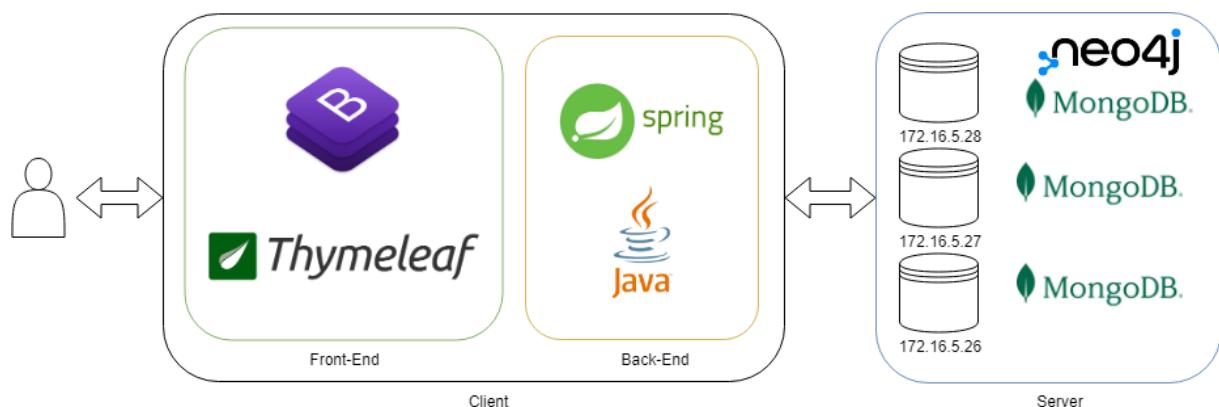 B
Thymeleaf
Front-End
spring
Java
Back-End
Client
neo4j
MongoDB.
172.16.5.28
MongoDB.
172.16.5.27
MongoDB.
172.16.5.26
Server